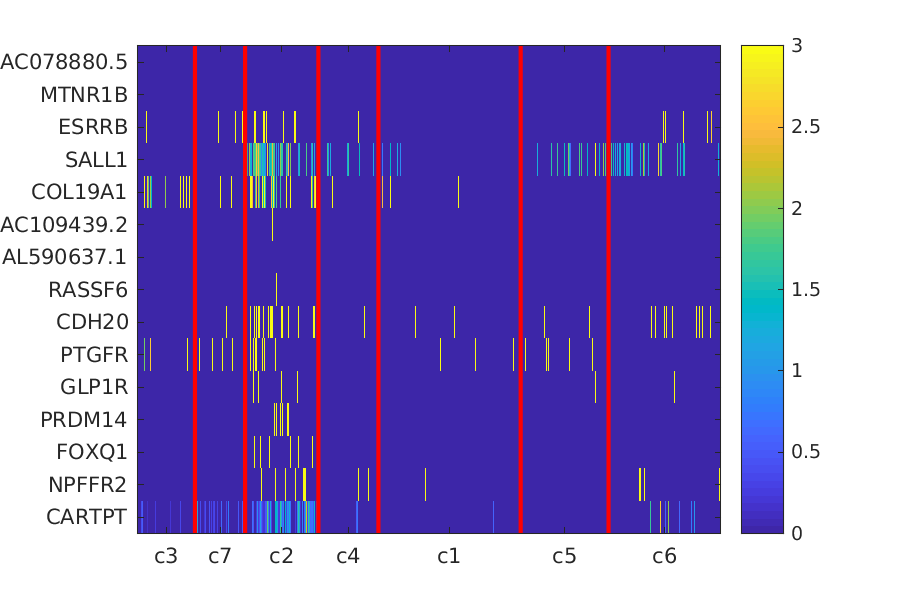 AC078880.5
MTNR1B
ESRRB
SALL1
COL19A1
AC109439.2
AL590637.1
RASSF6
CDH20
PTGFR
GLP1R
PRDM14
FOXQ1
NPFFR2
CARTPT
c3 c7 c2 c4 c1 c5 c6
3
2.5
2
1.5
1
0.5
0